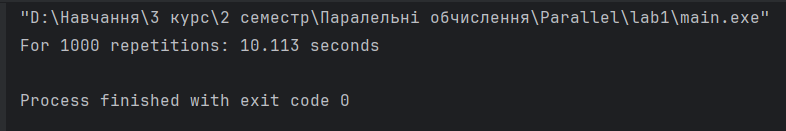 "D:\Навчання\3 курс\2 семестр\Паралельні обчислення\Parallel\lab1\main.exe"
For 1000 repetitions: 10.113 seconds
Process finished with exit code 0